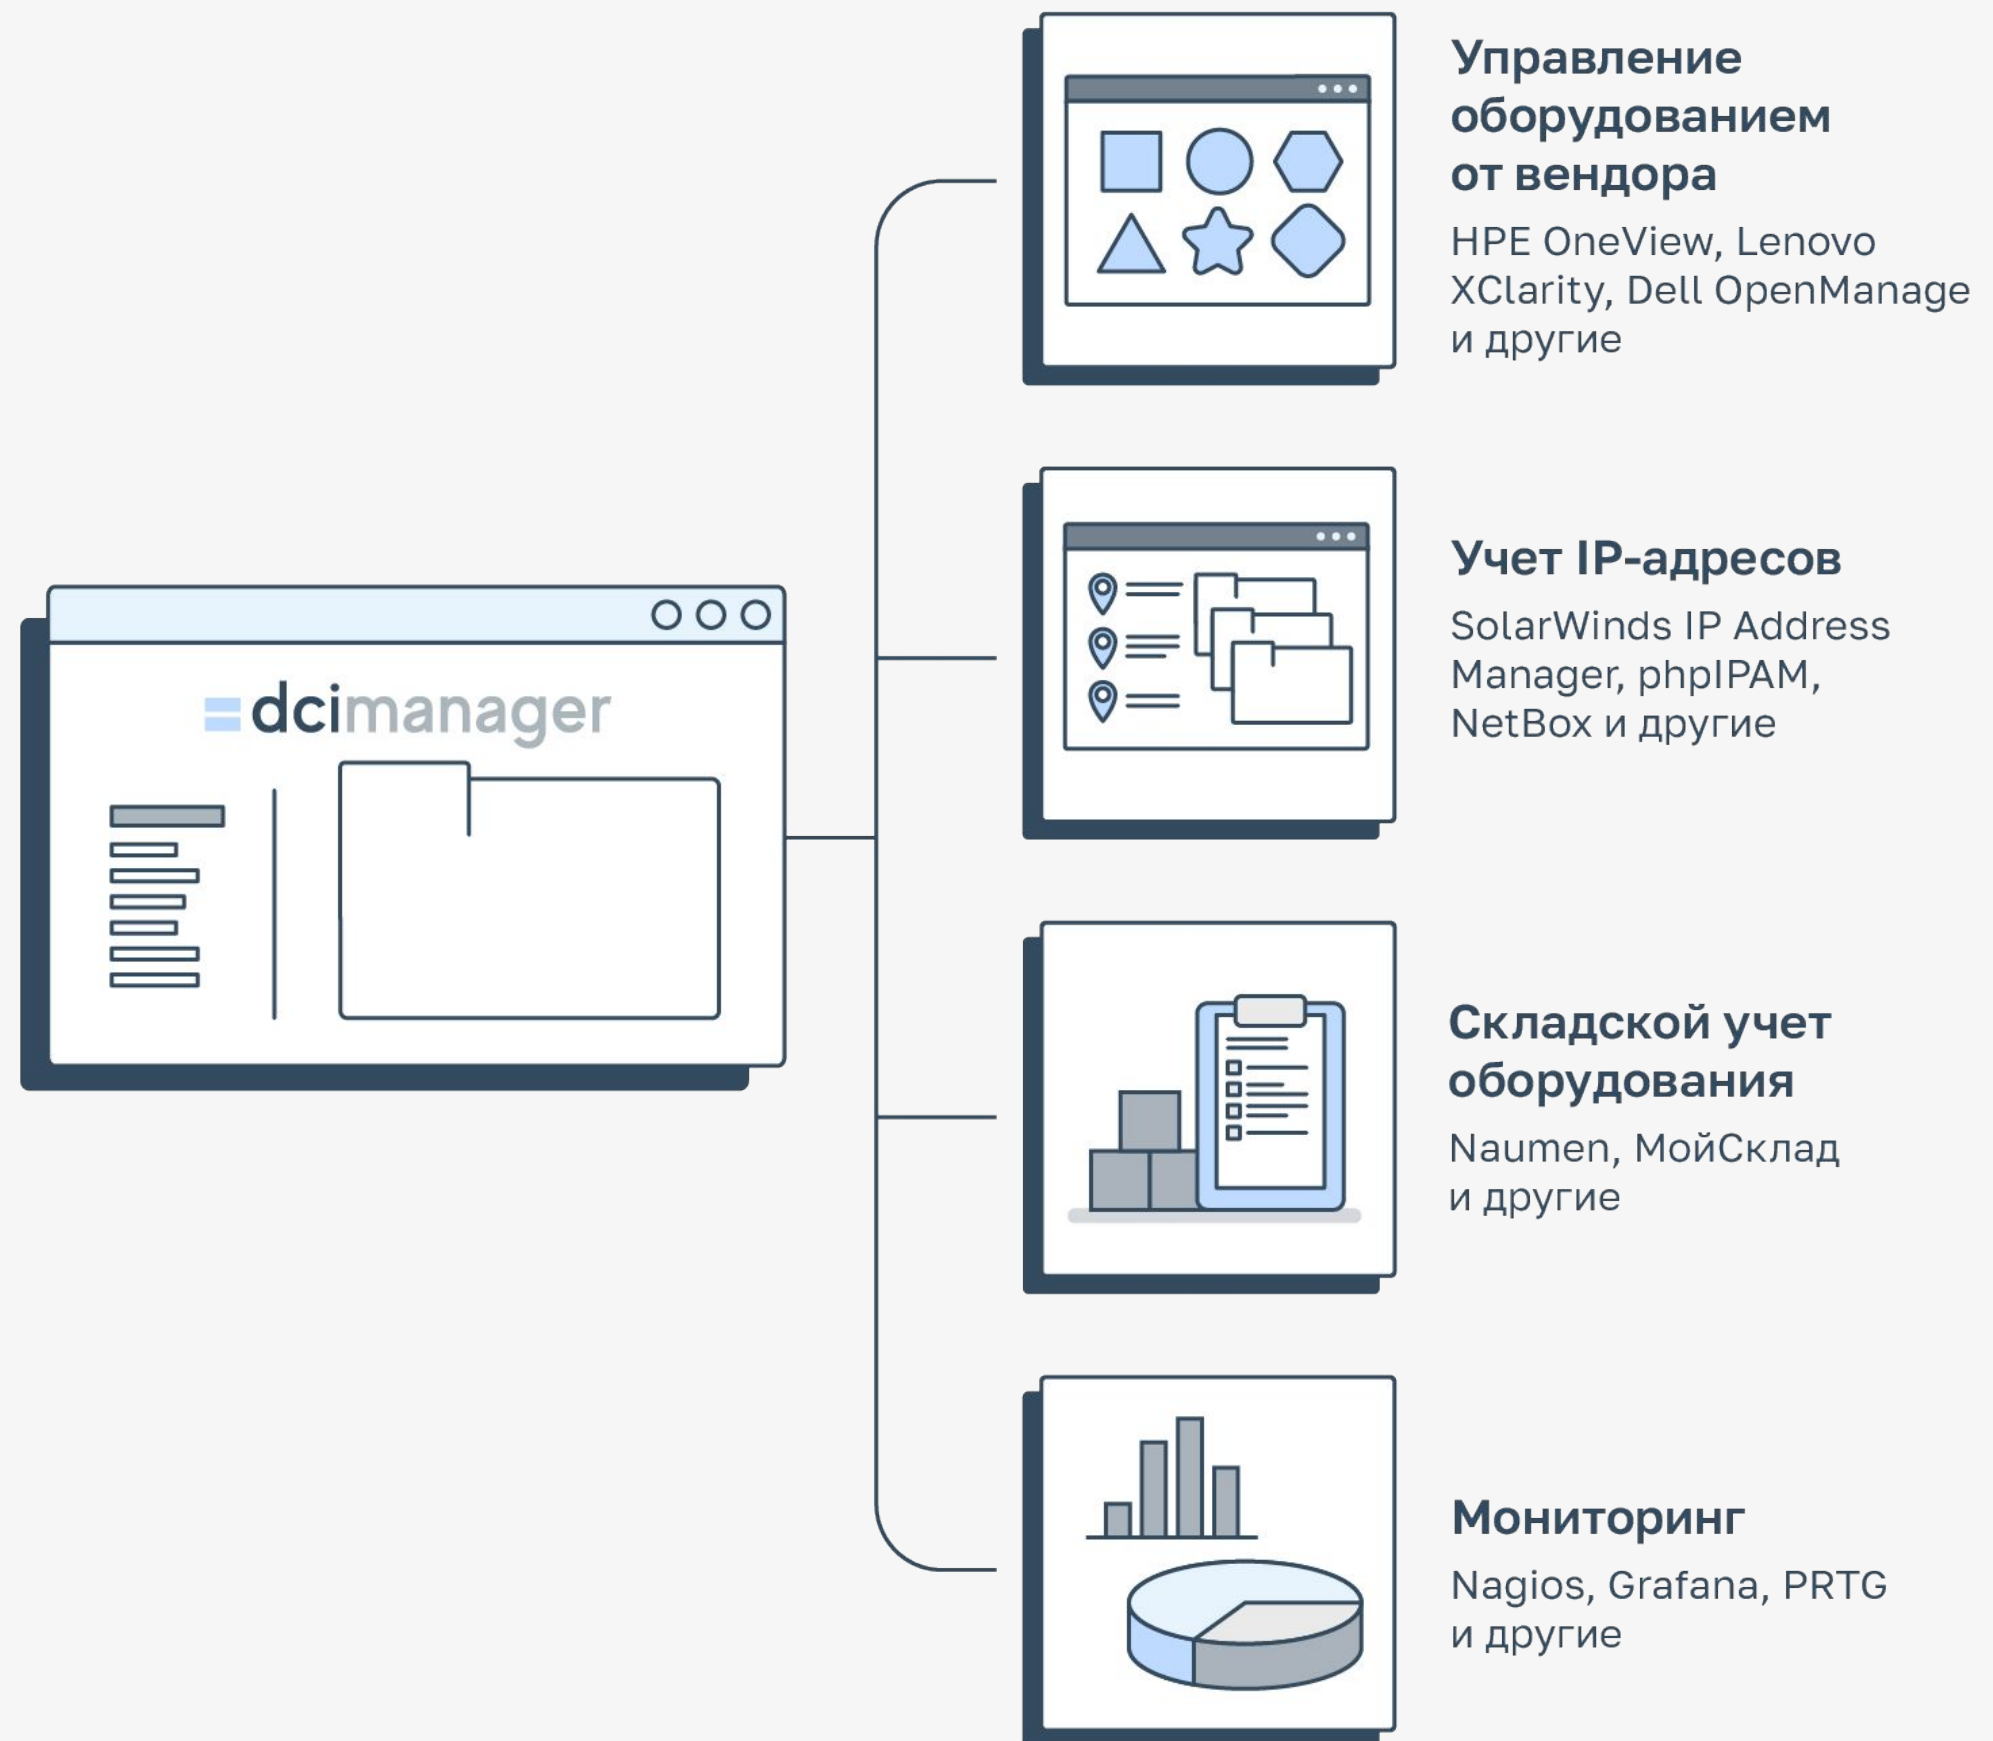 dcimanager
Управление
оборудованием
от вендора
HPE OneView, Lenovo
XClarity, Dell OpenManage
и другие
Учет IP-адресов
SolarWinds IP Address
Manager, phpIPAM,
NetBox и другие
Складской учет
оборудования
Naumen, МойСклад
и другие
Мониторинг
Nagios, Grafana, PRTG
и другие